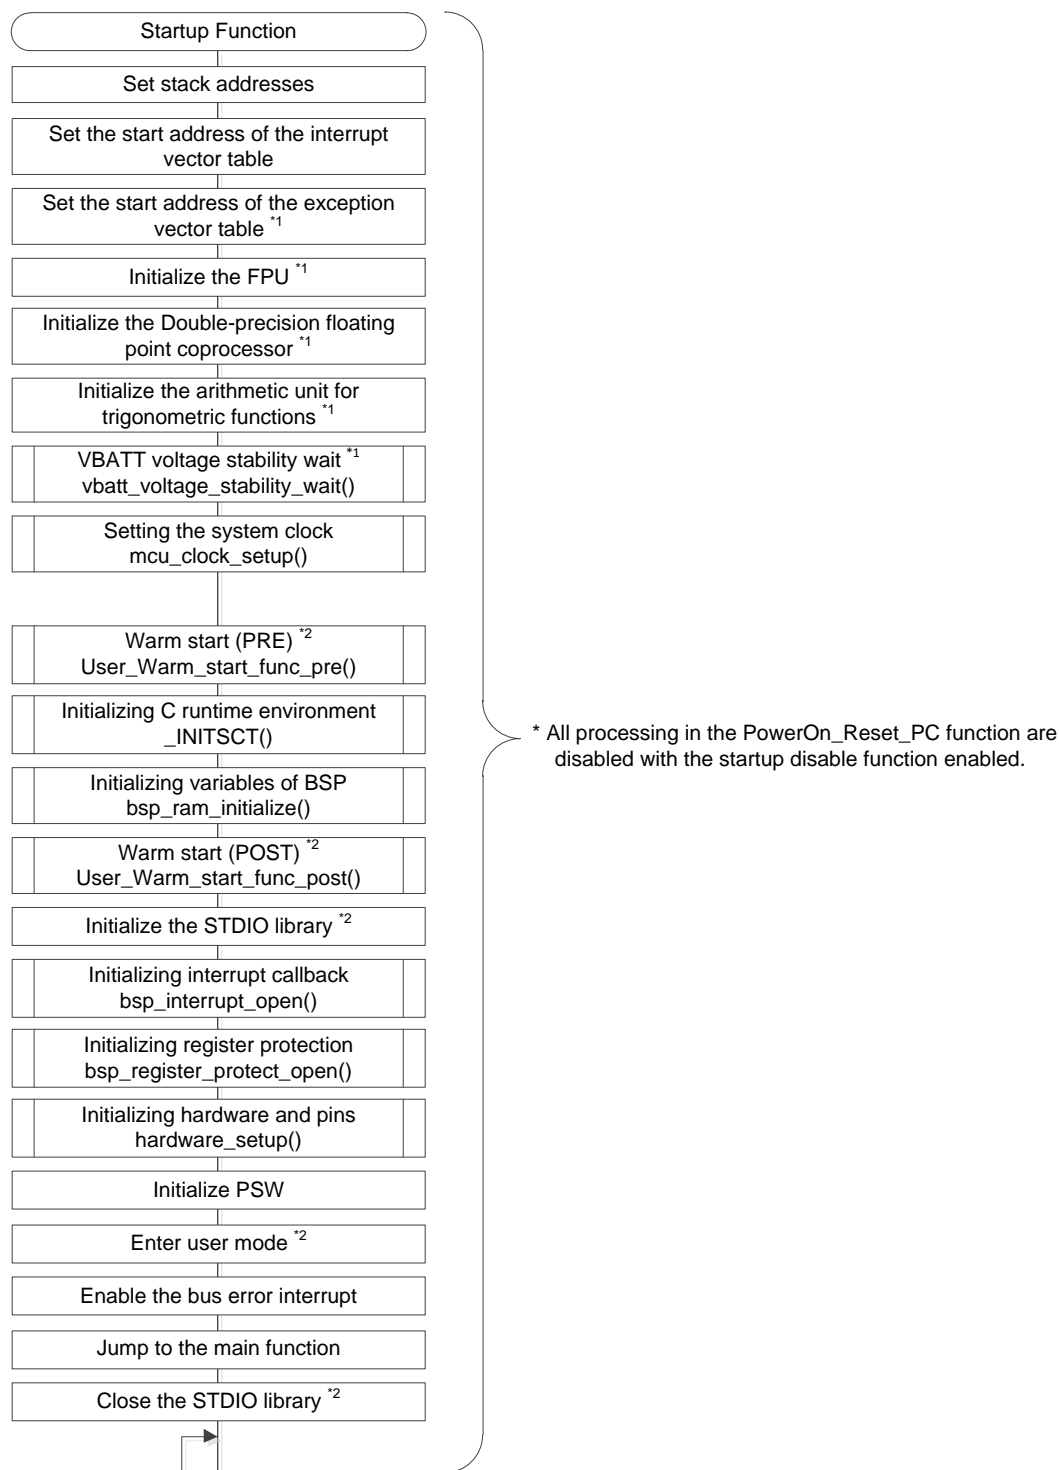 Startup Function
Set stack addresses
Set the start address of the interrupt
vector table
Set the start address of the exception
vector table *1
Initialize the FPU *1
Initialize the Double-precision floating
point coprocessor *1
Initialize the arithmetic unit for
trigonometric functions *1
VBATT voltage stability wait *1
vbatt_voltage_stability_wait()
Setting the system clock
mcu_clock_setup()
Warm start (PRE) *2
User_Warm_start_func_pre()
Initializing C runtime environment
_INITSCT()
* All processing in the PowerOn_Reset_PC function are
disabled with the startup disable function enabled.
Initializing variables of BSP
bsp_ram_initialize()
Warm start (POST) *2
User_Warm_start_func_post()
Initialize the STDIO library *2
Initializing interrupt callback
bsp_interrupt_open()
Initializing register protection
bsp_register_protect_open()
Initializing hardware and pins
hardware_setup()
Initialize PSW
Enter user mode *2
Enable the bus error interrupt
Jump to the main function
Close the STDIO library *2